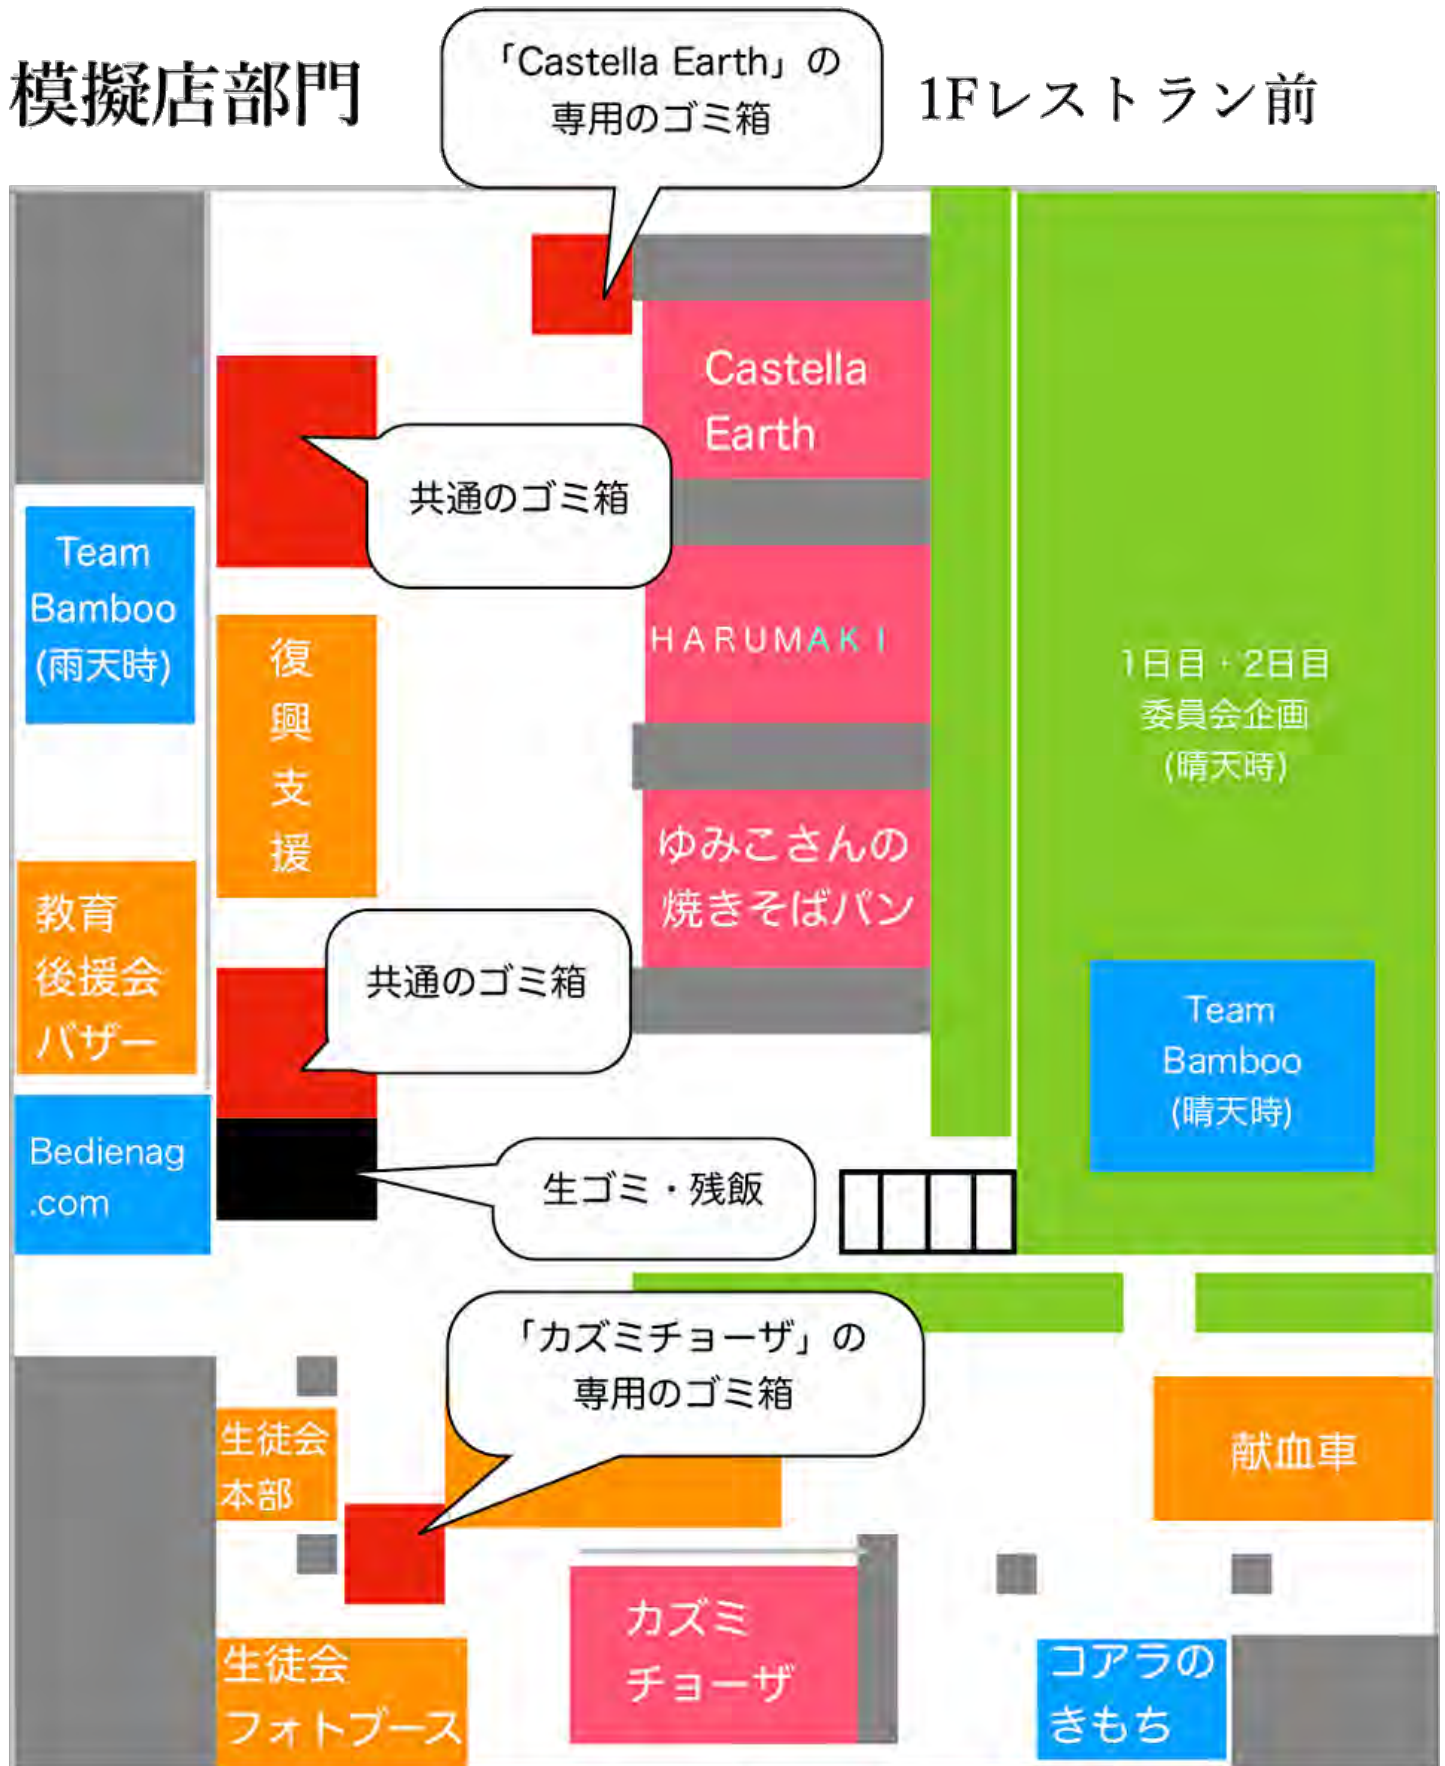 模擬店部門
「Castella Earth」の
専用のゴミ箱
1Fレストラン前
Castella
Earth
共通のゴミ箱
Team
Bamboo
(雨天時)
復
興
支
援
HARUMAKI
1日目・2日目
委員会企画
(晴天時)
ゆみこさんの
焼きそばパン
教育
後援会
バザー
共通のゴミ箱
Team
Bamboo
(晴天時)
Bedienag
.com
生ゴミ・残飯
「カズミチョーザ」の
専用のゴミ箱
生徒会
本部
献血車
カズミ
チョーザ
生徒会
フォトブース
コアラの
きもち